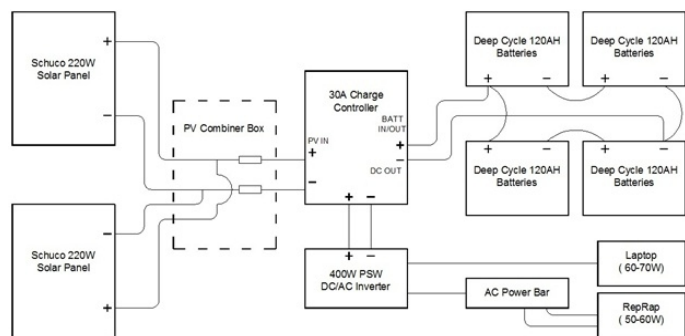 Schuco 220W
Solar Panel
+
−
PV Combiner Box
30A Charge
Controller
PV IN
+
−
BATT
IN/OUT
+
−
DC OUT
+ −
Deep Cycle 120AH
Batteries
+ −
Deep Cycle 120AH
Batteries
+ −
+ −
Deep Cycle 120AH
Batteries
+ −
Deep Cycle 120AH
Batteries
Schuco 220W
Solar Panel
−
+
+ −
400W PSW
DC/AC Inverter
AC Power Bar
Laptop
( 60-70W)
RepRap
( 50-60W)